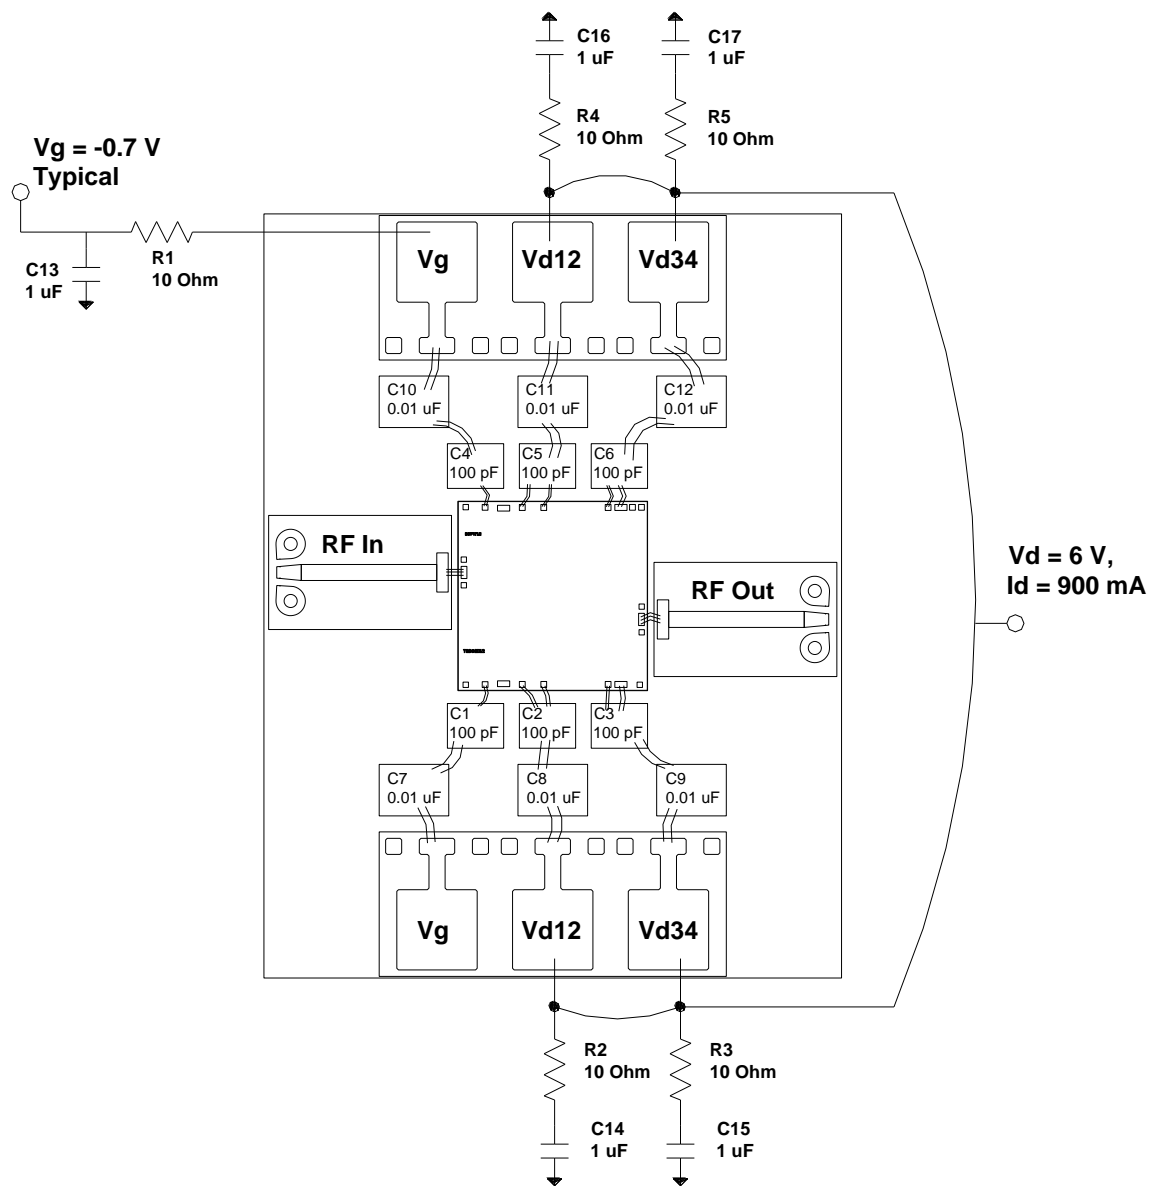 C16
1 uF
C17
1 uF
R4
10 Ohm
R5
10 Ohm
Vg = -0.7 V
Typical
C13
1 uF
R1
10 Ohm
Vg
Vd12
Vd34
C10
0.01 uF
C11
0.01 uF
C12
0.01 uF
C4
100 pF
C5
100 pF
C6
100 pF
RF In
RF Out
Vd = 6 V,
Id = 900 mA
C1
100 pF
C2
100 pF
C3
100 pF
C7
0.01 uF
C8
0.01 uF
C9
0.01 uF
Vg
Vd12
Vd34
R2
10 Ohm
R3
10 Ohm
C14
1 uF
C15
1 uF